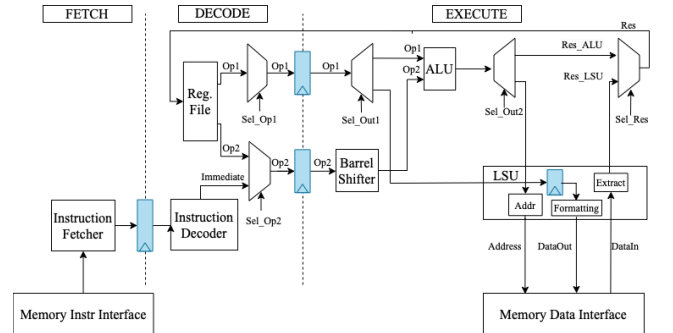 FETCH
DECODE
EXECUTE
Res
Op1
Op1
Op1
Op1
Res_ALU
Op2
ALU
Res_LSU
Reg.
File
Sel_Op1
Sel_Out1
Sel_Out2
Sel_Res
Op2
Op2
Op2
Barrel
Shifter
Immediate
LSU
Extract
Addr
Formatting
Instruction
Fetcher
Instruction
Decoder
Sel_Op2
Address
DataOut
DataIn
Memory Instr Interface
Memory Data Interface